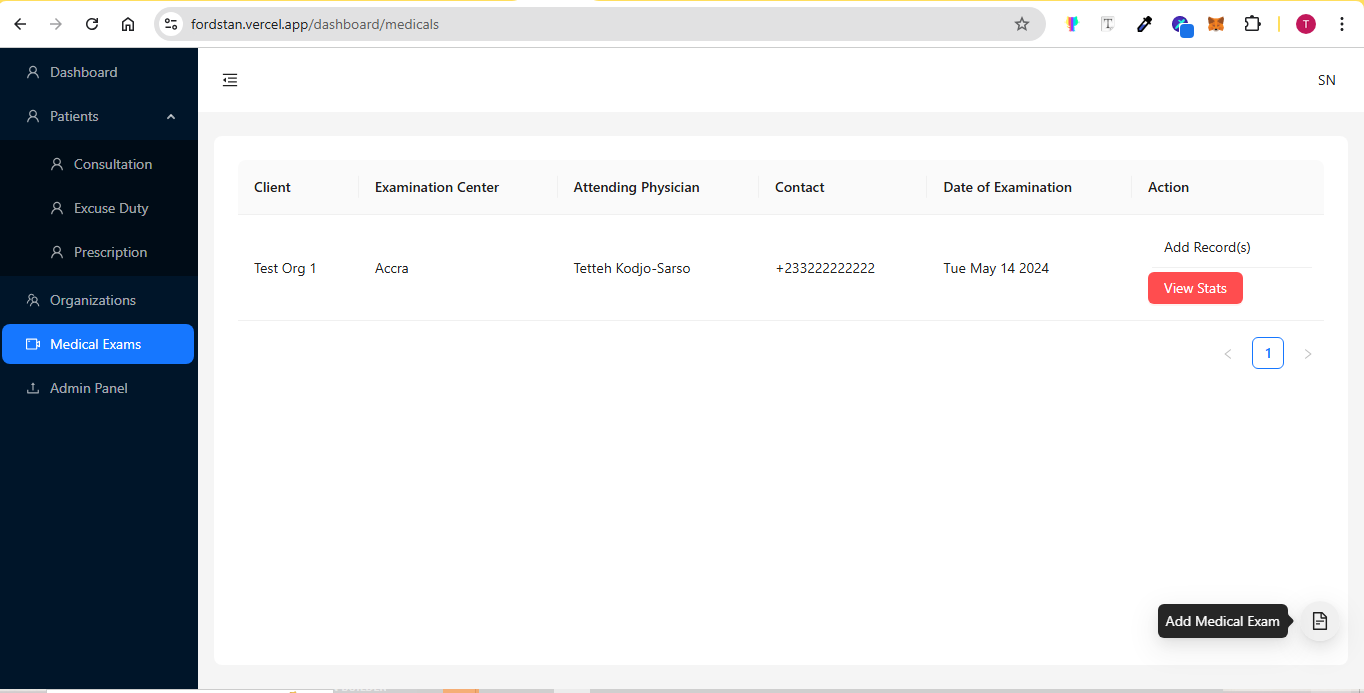 fordstan.vercel.app/dashboard/medicals
T
T
Dashboard
SN
Patients
Consultation
Excuse Duty
Prescription
Organizations
Medical Exams
Admin Panel
Client Examination Center Attending Physician Contact Date of Examination Action
Test Org 1 Accra Tetteh Kodjo-Sarso +233222222222 Tue May 14 2024
Add Record(s)
View Stats
1
Add Medical Exam